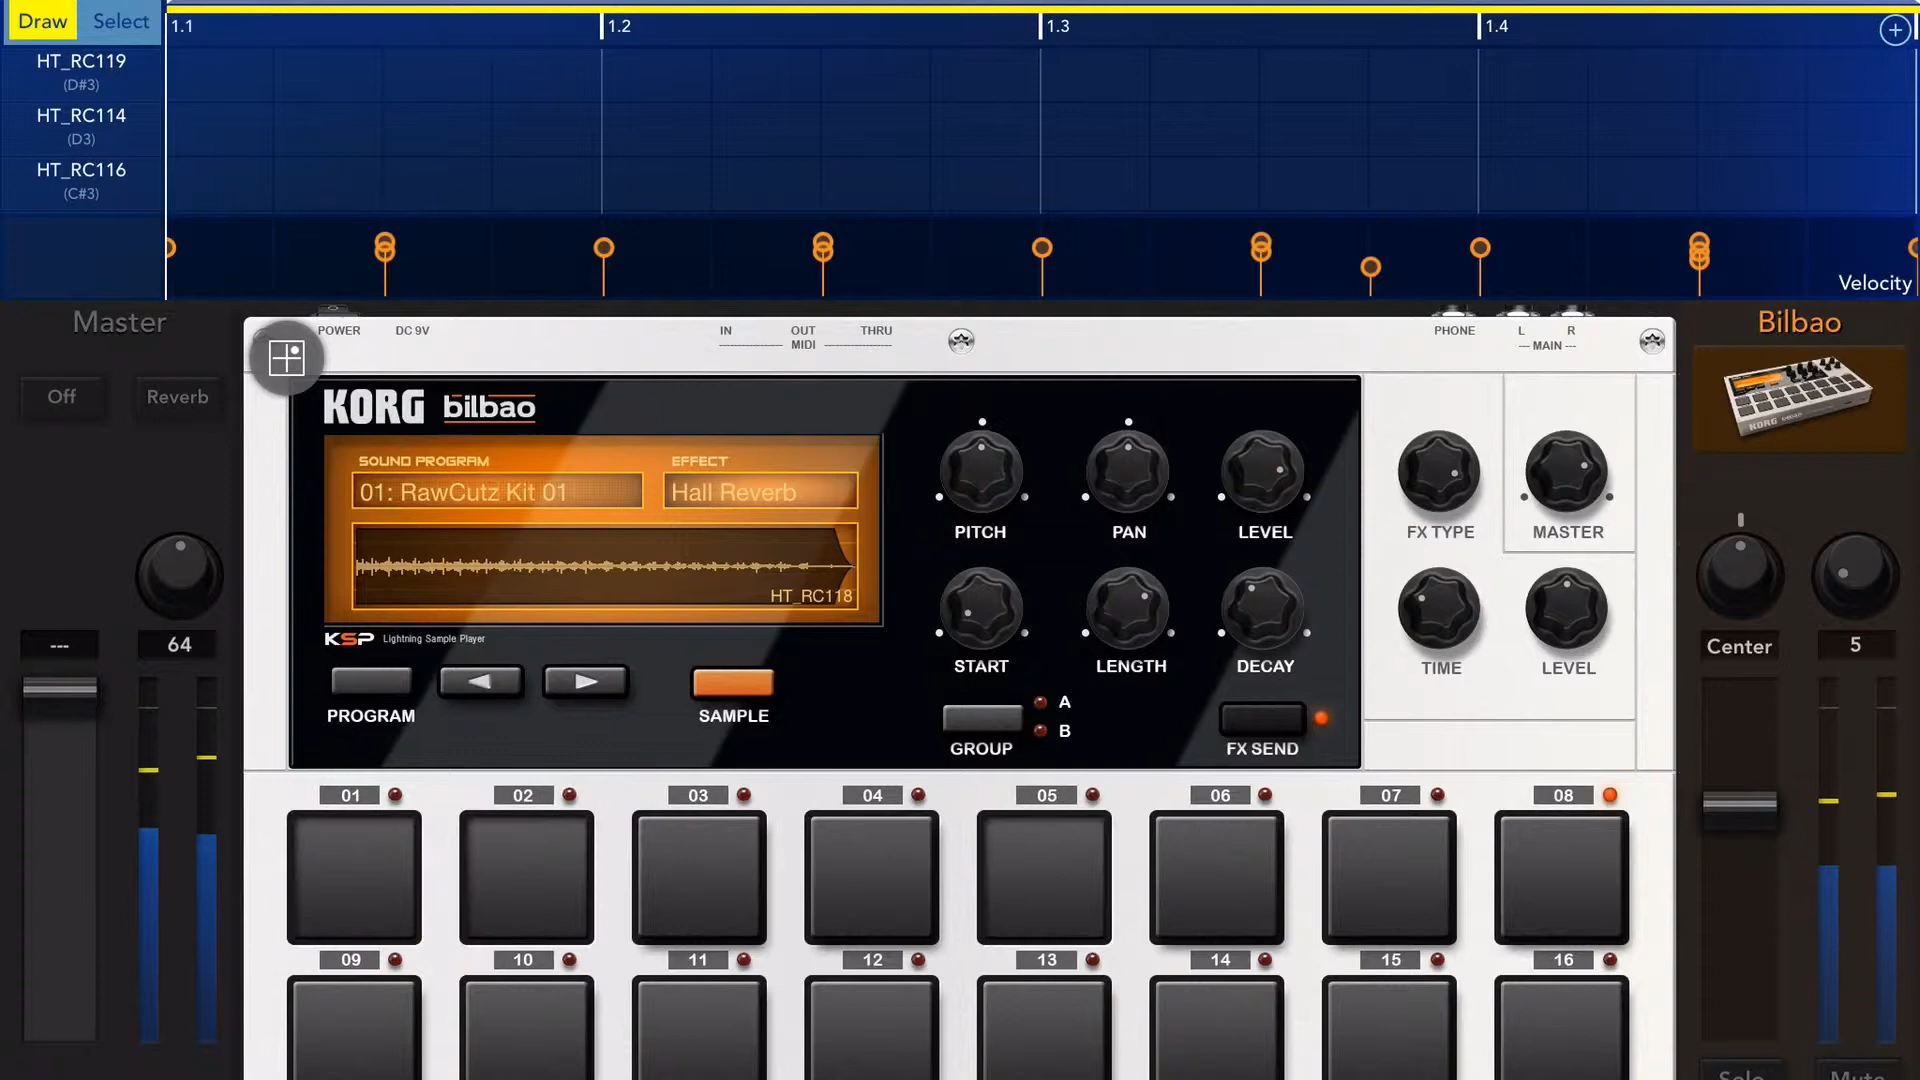 Draw Select
1.1 1.2 1.3 1.4
HT_RC119
(D#3)
HT_RC114
(D3)
HT_RC116
(C#3)
Velocity
Master
Off Reverb
---
64
POWER DC 9V
IN OUT THRU
MIDI
PHONE L R
MAIN
KORG bilbao
SOUND PROGRAM EFFECT
01: RawCutz Kit 01 Hall Reverb
HT_RC118
KSP Lightning Sample Player
PROGRAM SAMPLE
PITCH PAN LEVEL
START LENGTH DECAY
GROUP A
B
FX SEND
FX TYPE MASTER
TIME LEVEL
01 02 03 04 05 06 07 08
09 10 11 12 13 14 15 16
Bilbao
KORG
Center 5
Solo Mute